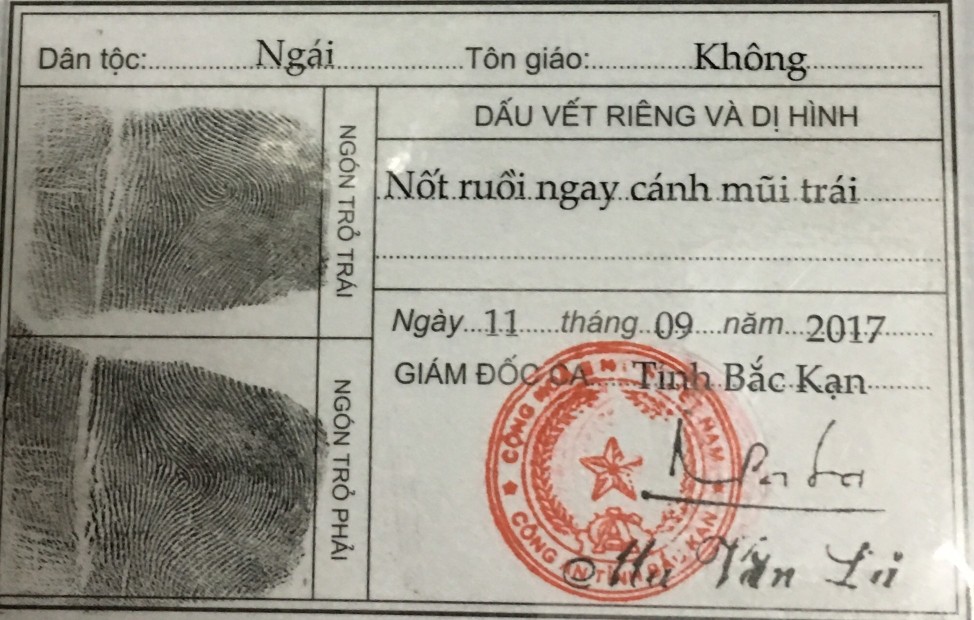 Dân tộc: Ngái Tôn giáo: Không
NGÓN TRỎ TRÁI
DẤU VẾT RIÊNG VÀ DỊ HÌNH
Nốt ruồi ngay cánh mũi trái
Ngày 11 tháng 09 năm 2017
GIÁM ĐỐC CA Tỉnh Bắc Kạn
NGÓN TRỎ PHẢI